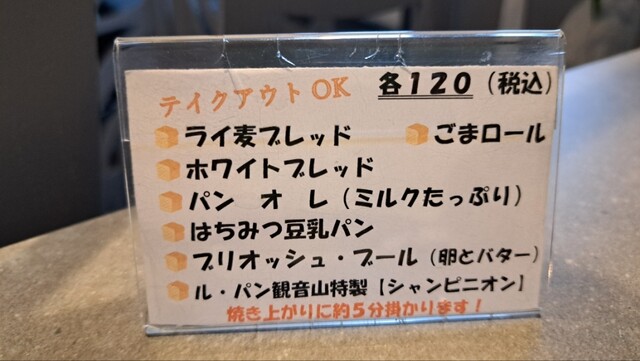 テイクアウトOK 各120（税込）
ライ麦ブレッド ごまロール
ホワイトブレッド
パン オ レ（ミルクたっぷり）
はちみつ豆乳パン
ブリオッシュ・ブール（卵とバター）
ル・パン観音山特製【シャンピニオン】
焼き上がりに約5分掛かります！